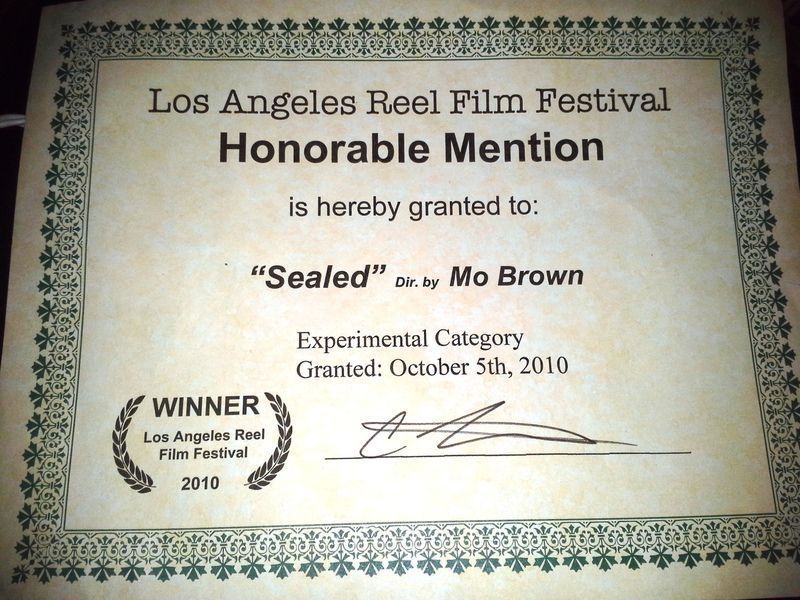 Los Angeles Reel Film Festival
Honorable Mention
is hereby granted to:
“Sealed” Dir. by Mo Brown
Experimental Category
Granted: October 5th, 2010
WINNER
Los Angeles Reel
Film Festival
2010